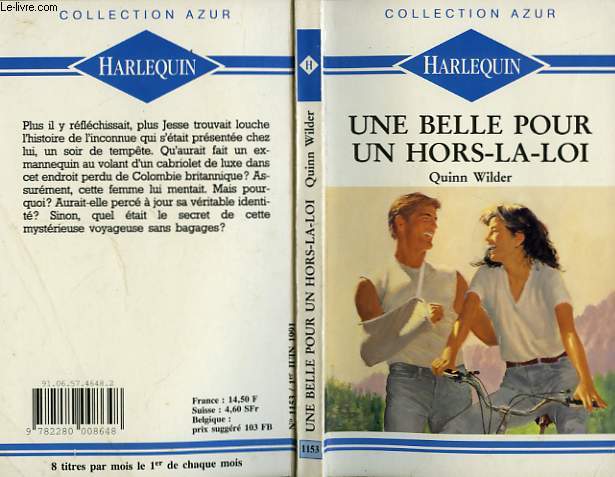 Le-livre.com
COLLECTION AZUR
HARLEQUIN
Plus il y réfléchissait, plus Jesse trouvait louche
l'histoire de l'inconnue qui s'était présentée chez
lui, un soir de tempête. Qu'aurait fait un ex-
mannequin au volant d'un cabriolet de luxe dans
cet endroit perdu de Colombie britannique? As-
surément, cette femme lui mentait. Mais pour-
quoi? Aurait-elle percé à jour sa véritable identi-
té? Sinon, quel était le secret de cette
mystérieuse voyageuse sans bagages?
91.06.57.4648.2
9 782280 008648
France : 14,50 F
Suisse : 4,60 SFr
Belgique :
prix suggéré 103 FB
8 titres par mois le 1er de chaque mois
H
Quinn Wilder
UNE BELLE POUR UN HORS-LA-LOI
N° 1153 / 1er JUIN 1991
1153
COLLECTION AZUR
HARLEQUIN
UNE BELLE POUR
UN HORS-LA-LOI
Quinn Wilder